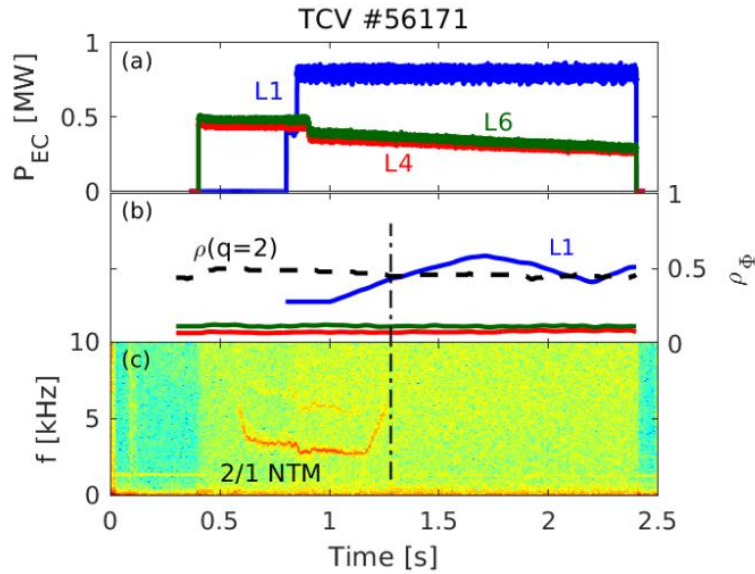 TCV #56171
(a)
P_EC [MW]
1
0.5
0
L1
L6
L4
(b)
ρ(q=2)
L1
1
0.5
0
ρ_Φ
(c)
f [kHz]
10
5
0
2/1 NTM
0
0.5
1
1.5
2
2.5
Time [s]